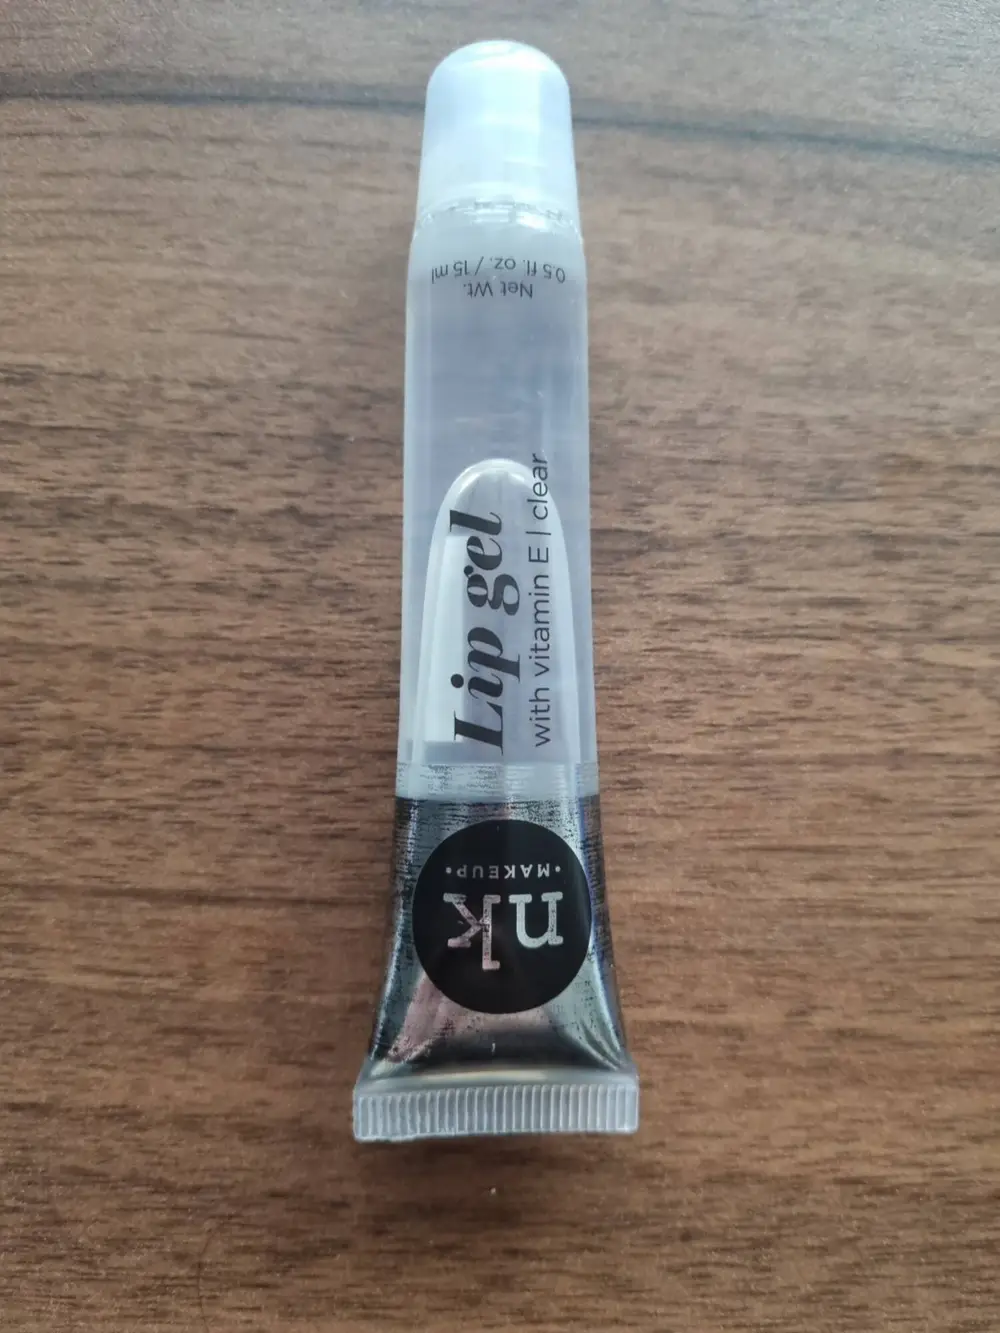 nk
• MAKEUP •
Lip gel
with vitamin E | clear
Net Wt.
0.5 fl. oz. / 15 ml